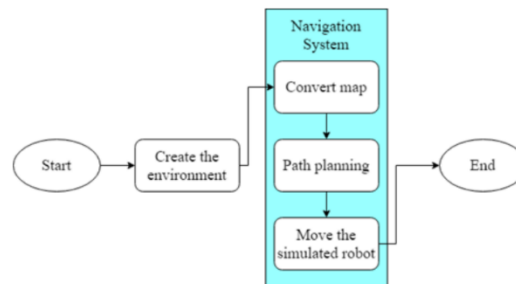 Navigation
System
Convert map
Start
Create the
environment
Path planning
End
Move the
simulated robot